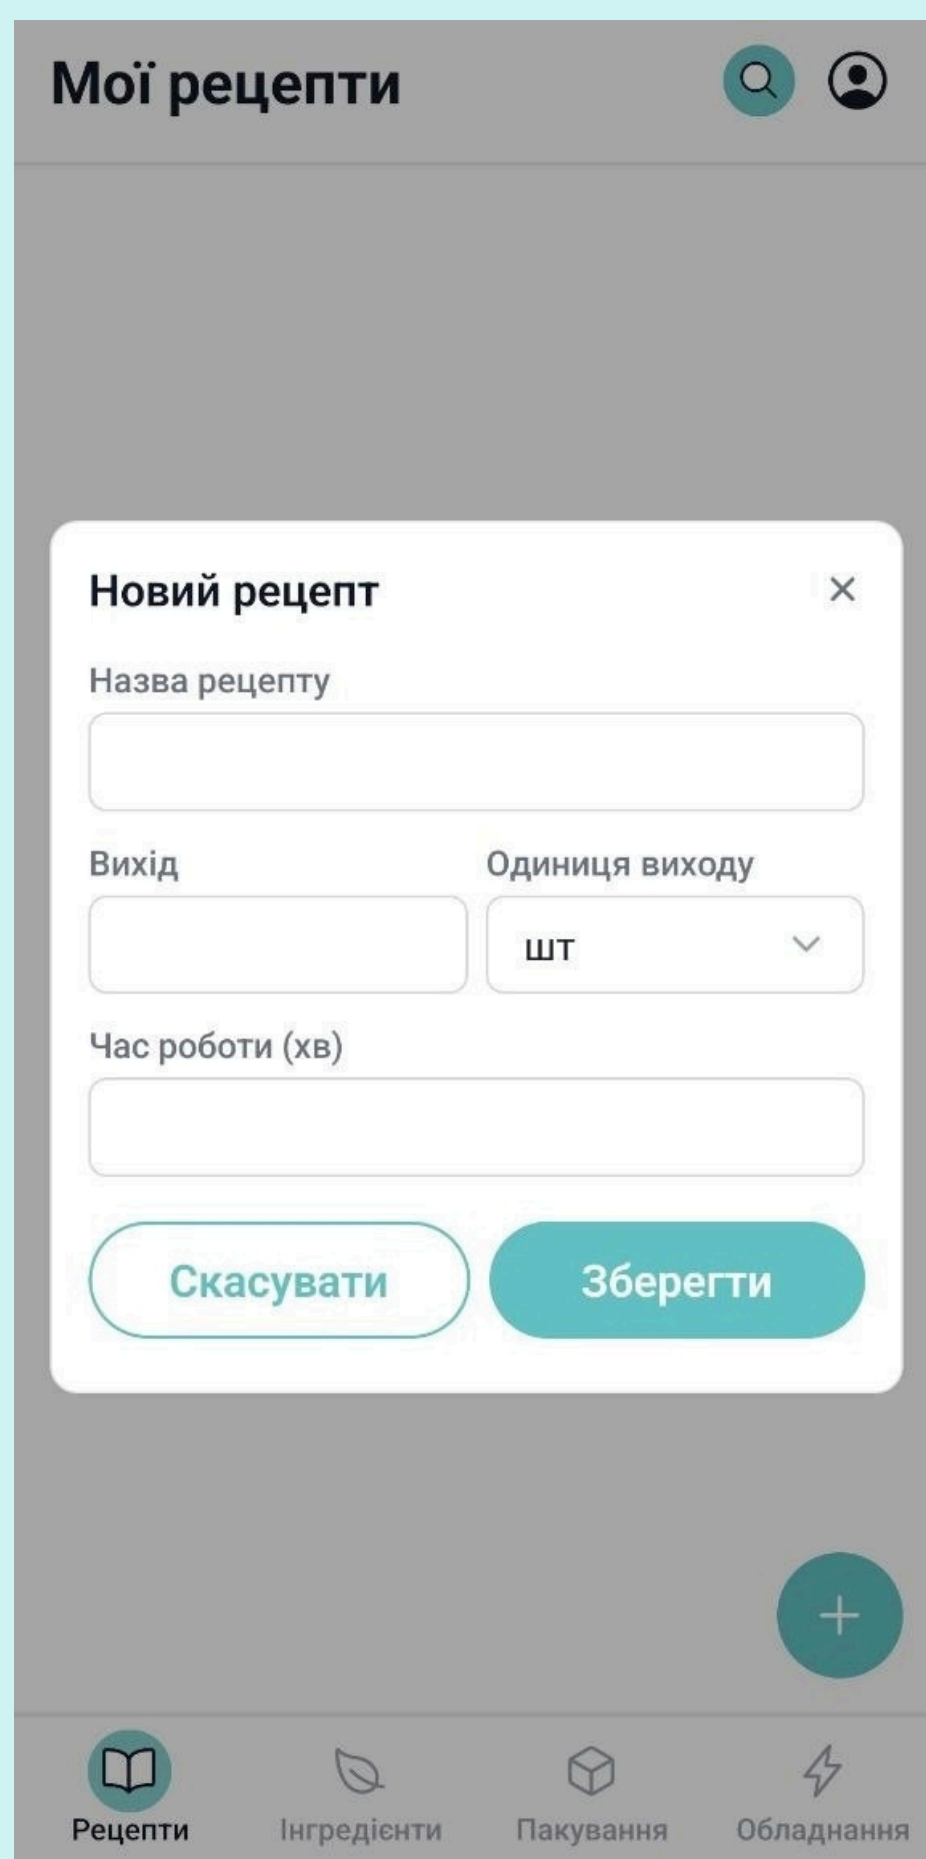 Мої рецепти
Новий рецепт
Назва рецепту
Вихід Одиниця виходу
шт
Час роботи (хв)
Скасувати Зберегти
Рецепти Інгредієнти Пакування Обладнання